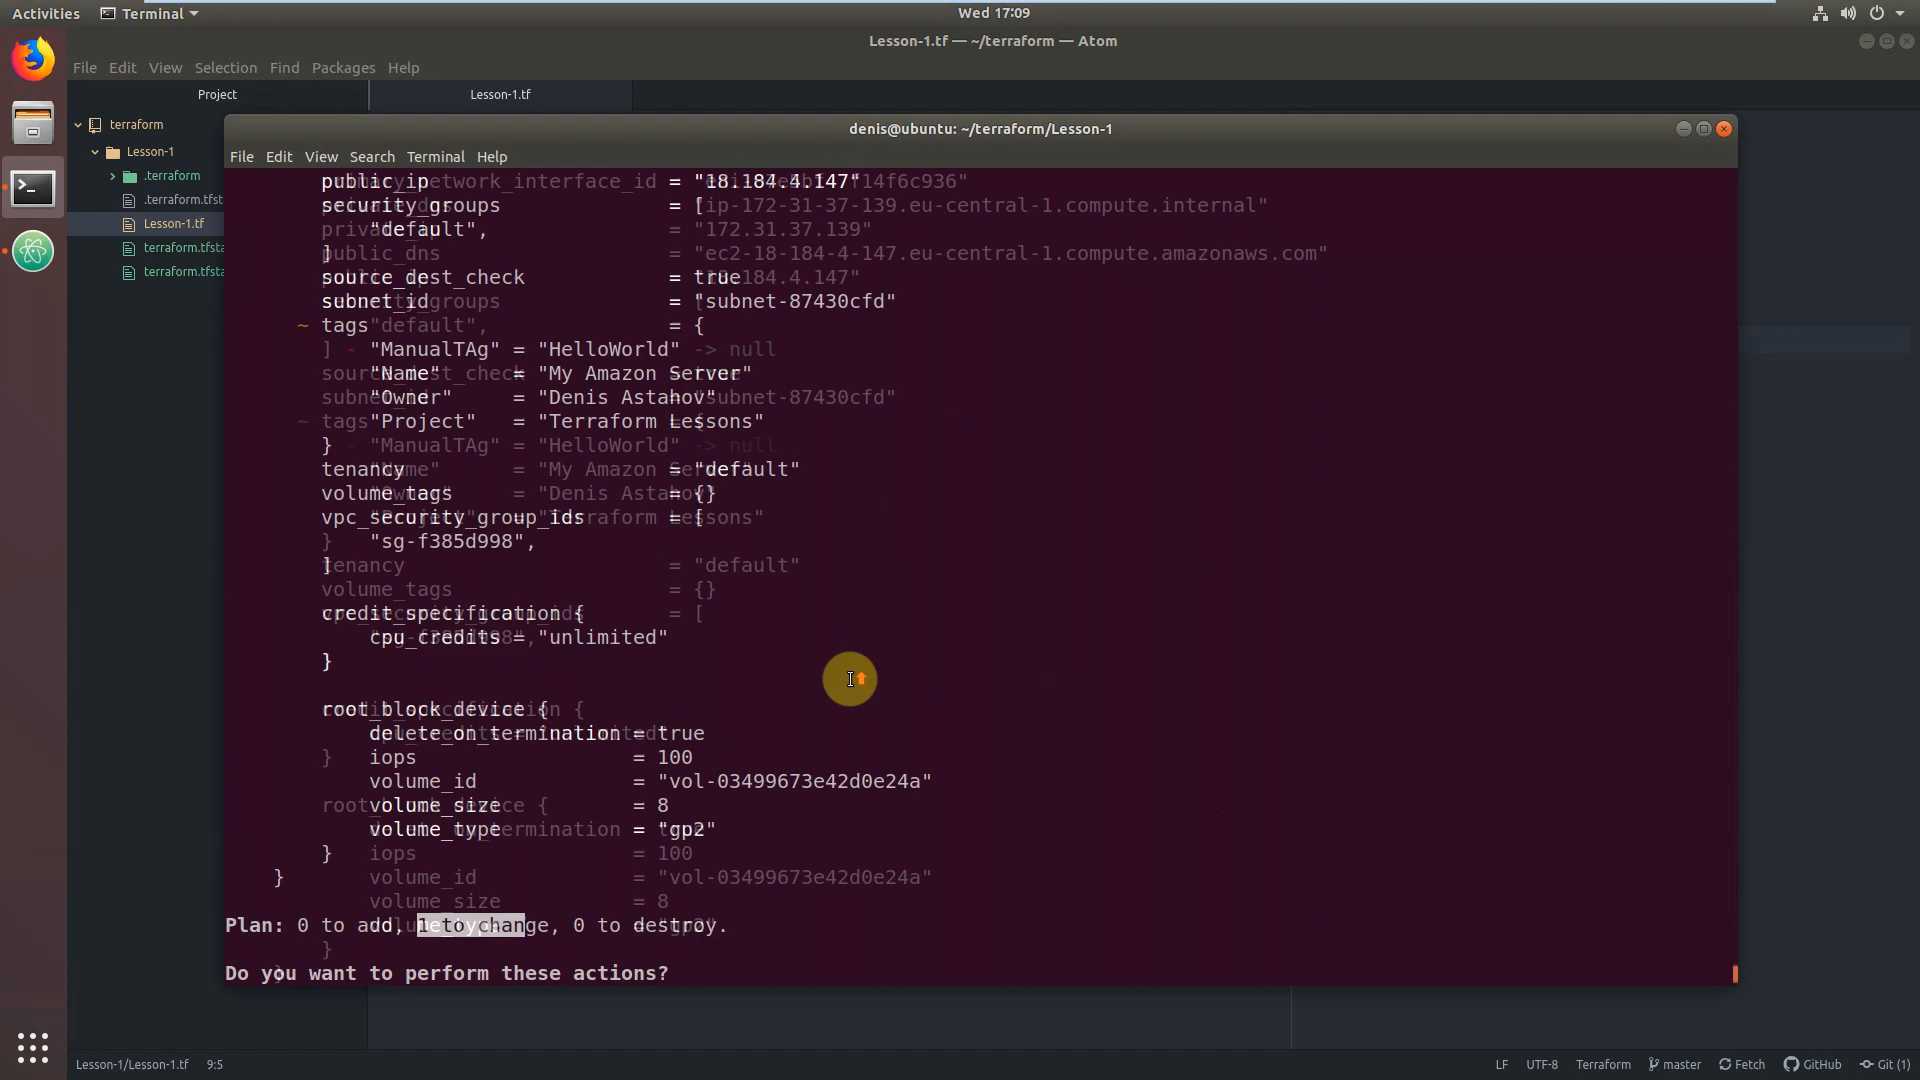 Activities Terminal Wed 17:09
Lesson-1.tf — ~/terraform — Atom
File Edit View Selection Find Packages Help
Project Lesson-1.tf
terraform
Lesson-1
.terraform
.terraform.tfst
Lesson-1.tf
terraform.tfsta
terraform.tfsta
denis@ubuntu: ~/terraform/Lesson-1
File Edit View Search Terminal Help
public_ip = "18.184.4.147"
security_groups = [
"default",
]
source_dest_check = true
subnet_id = "subnet-87430cfd"
~ tags = {
- "ManualTAg" = "HelloWorld" -> null
"Name" = "My Amazon Server"
"Owner" = "Denis Astahov"
"Project" = "Terraform Lessons"
}
tenancy = "default"
volume_tags = {}
vpc_security_group_ids = [
"sg-f385d998",
]
credit_specification {
cpu_credits = "unlimited"
}
root_block_device {
delete_on_termination = true
iops = 100
volume_id = "vol-03499673e42d0e24a"
volume_size = 8
volume_type = "gp2"
}
}
Plan: 0 to add, 1 to change, 0 to destroy.
Do you want to perform these actions?
Lesson-1/Lesson-1.tf 9:5 LF UTF-8 Terraform master Fetch GitHub Git (1)